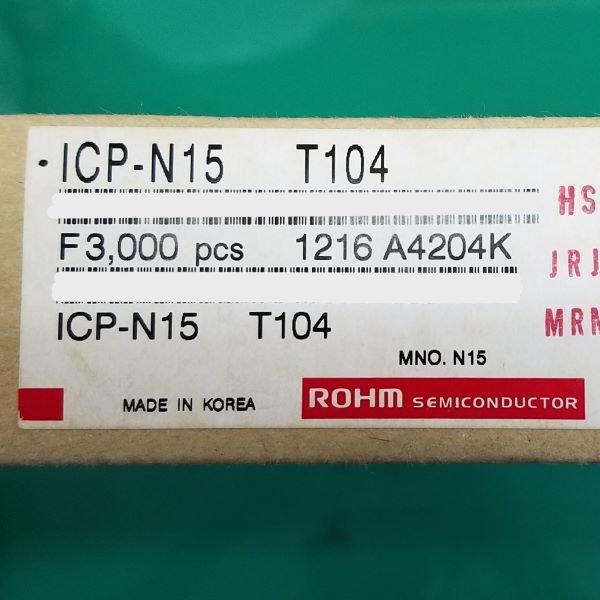 ·ICP-N15 T104
HS
F3,000 pcs 1216 A4204K
JRJ
ICP-N15 T104
MRN
MNO. N15
MADE IN KOREA
ROHM SEMICONDUCTOR